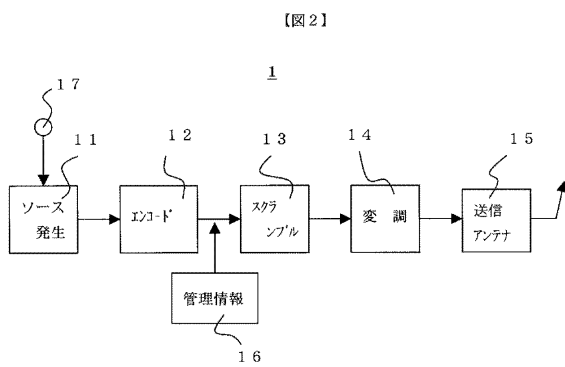 【図2】
1
17
11
12
13
14
15
ソース
発生
エンコード
スクラ
ンブル
変 調
送信
アンテナ
管理情報
16